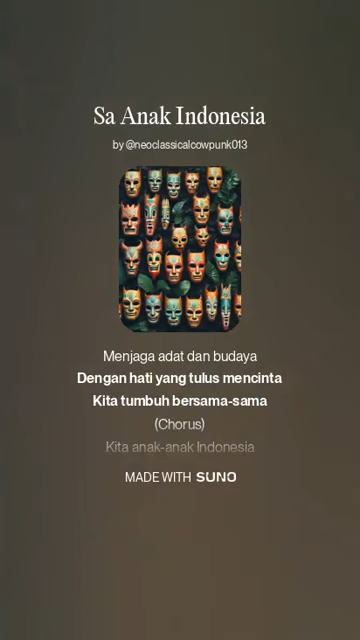 Sa Anak Indonesia
by @neoclassicalcowpunk013
Menjaga adat dan budaya
Dengan hati yang tulus mencinta
Kita tumbuh bersama-sama
(Chorus)
Kita anak-anak Indonesia
MADE WITH SUNO